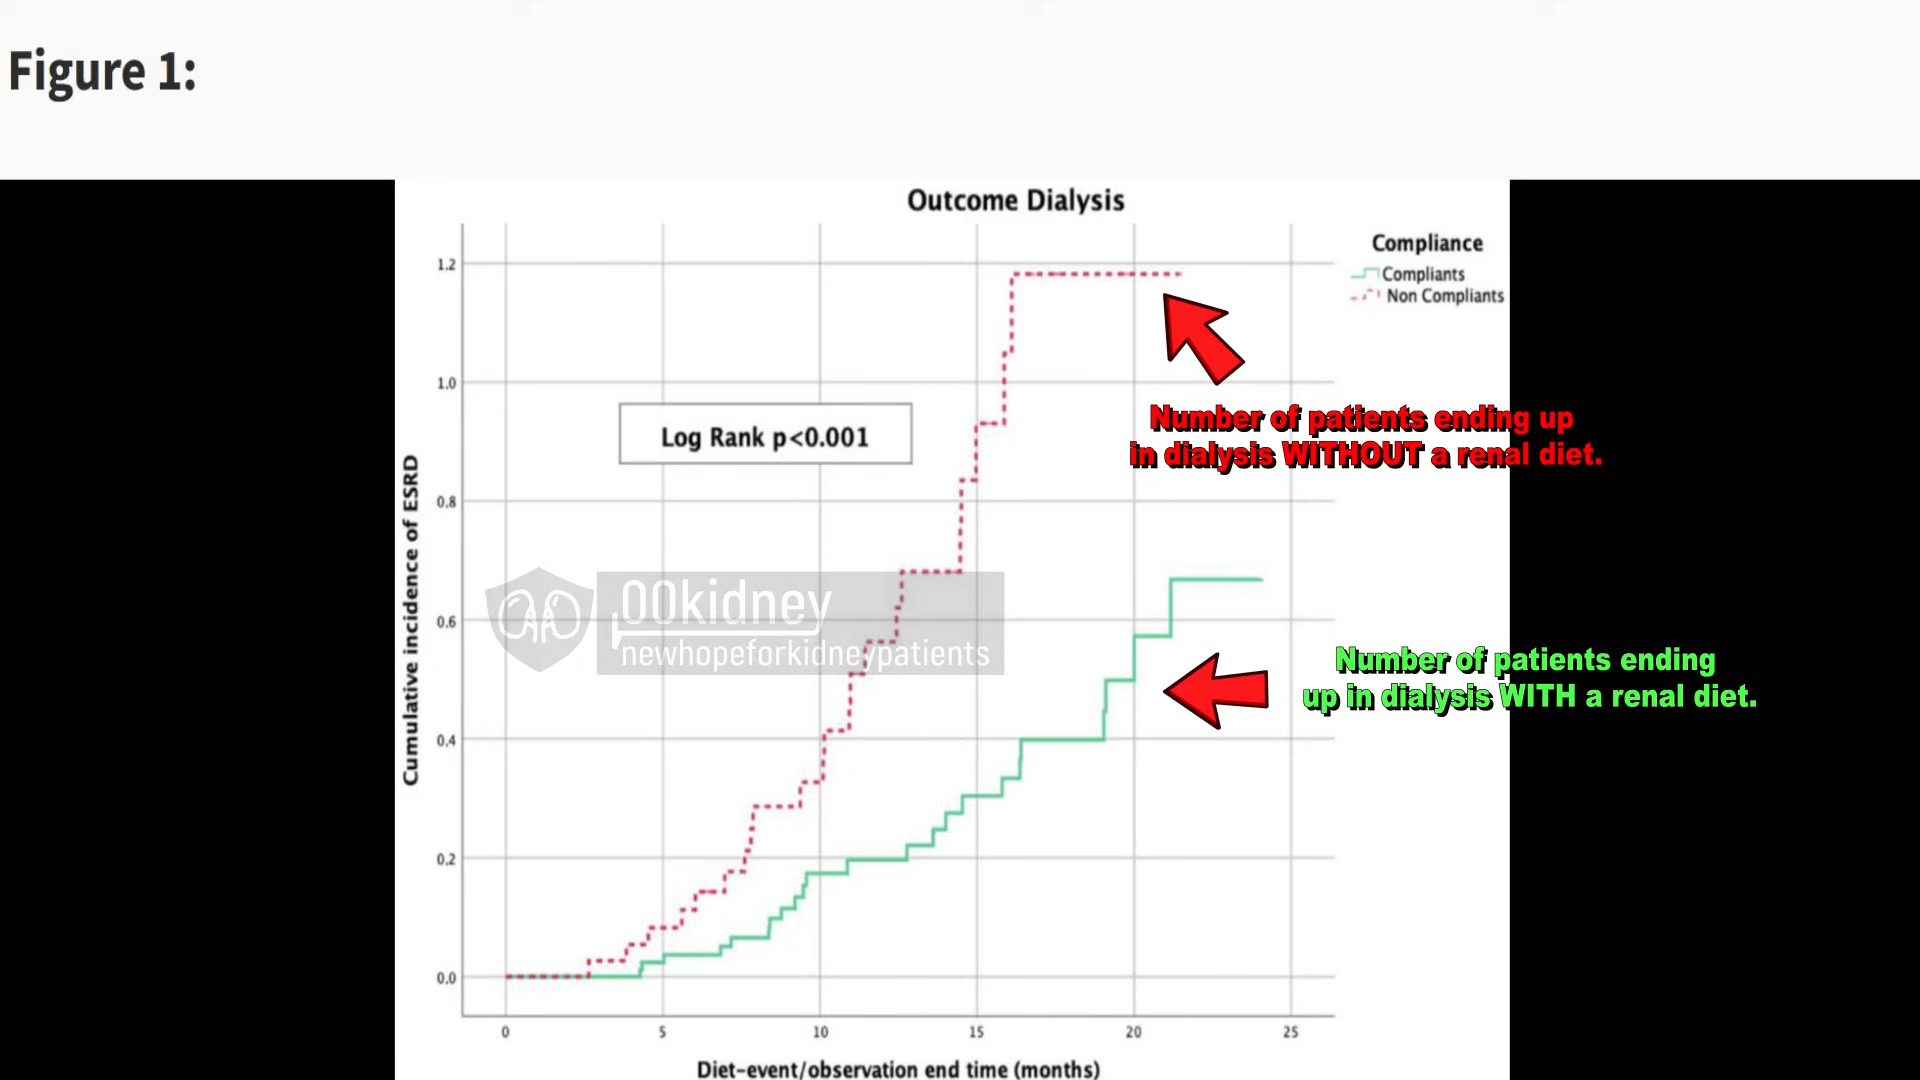 Figure 1:
Outcome Dialysis
Compliance
Compliants
Non Compliants
1.2
1.0
0.8
0.6
0.4
0.2
0.0
Cumulative incidence of ESRD
Log Rank p<0.001
Number of patients ending up
in dialysis WITHOUT a renal diet.
00kidney
newhopeforkidneypatients
Number of patients ending
up in dialysis WITH a renal diet.
0 5 10 15 20 25
Diet-event/observation end time (months)